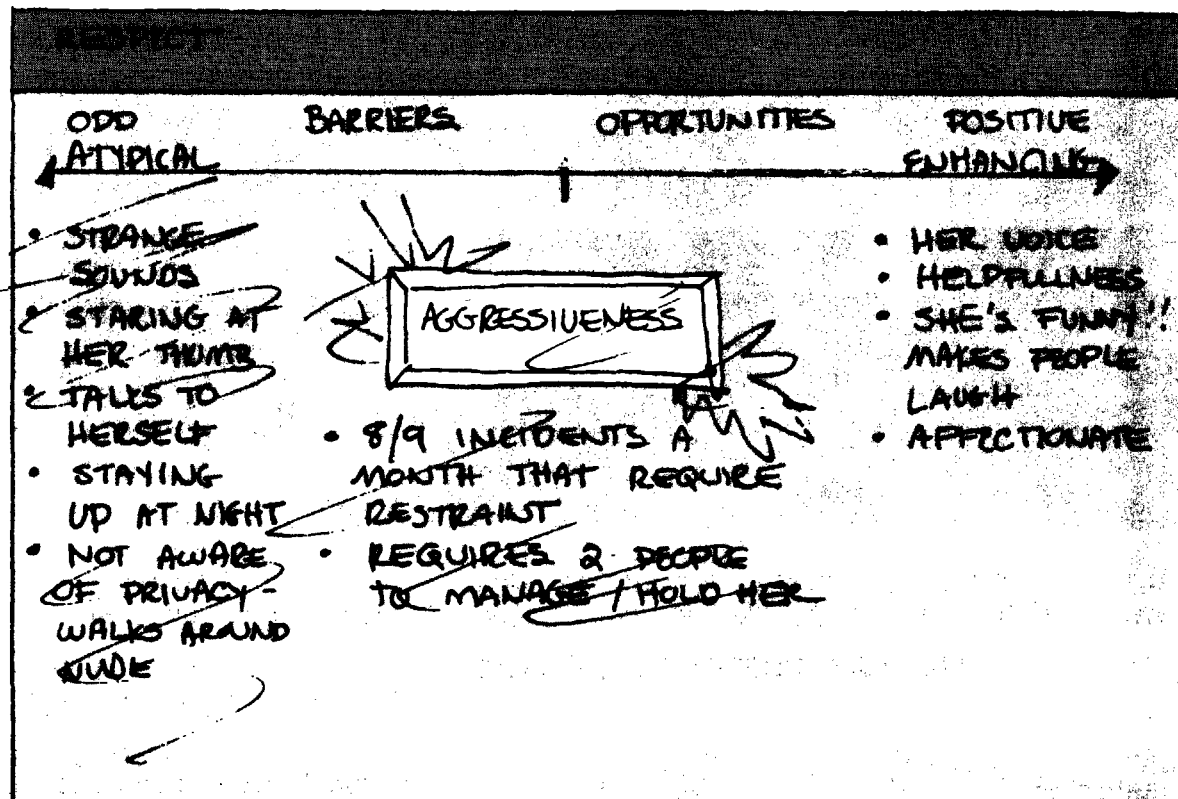 RESPECT
ODD
ATYPICAL
BARRIERS
OPPORTUNITIES
POSITIVE
ENHANCING
• STRANGE
SOUNDS
• STARING AT
HER THUMB
• TALKS TO
HERSELF
• STAYING
UP AT NIGHT
• NOT AWARE
OF PRIVACY -
WALKS AROUND
NUDE
AGGRESSIVENESS
• 8/9 INCIDENTS A
MONTH THAT REQUIRE
RESTRAINT
• REQUIRES 2 PEOPLE
TO MANAGE / HOLD HER
• HER VOICE
• HELPFULLNESS
• SHE'S FUNNY!!
MAKES PEOPLE
LAUGH
• AFFECTIONATE